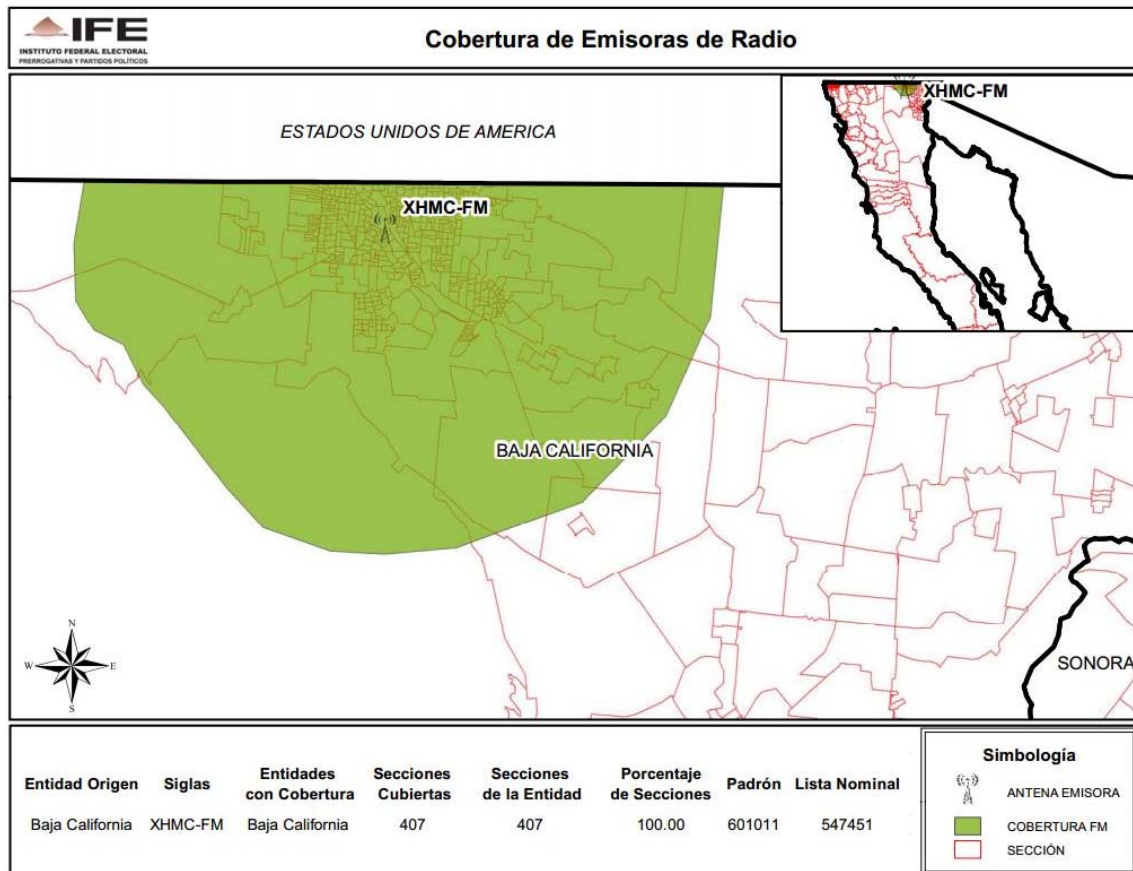 IFE
INSTITUTO FEDERAL ELECTORAL
PRERROGATIVAS Y PARTIDOS POLÍTICOS
Cobertura de Emisoras de Radio
XHMC-FM
ESTADOS UNIDOS DE AMERICA
XHMC-FM
BAJA CALIFORNIA
N
W E
S
SONORA
Entidad Origen Siglas Entidades con Cobertura Secciones Cubiertas Secciones de la Entidad Porcentaje de Secciones Padrón Lista Nominal
Baja California XHMC-FM Baja California 407 407 100.00 601011 547451
Simbología
ANTENA EMISORA
COBERTURA FM
SECCIÓN